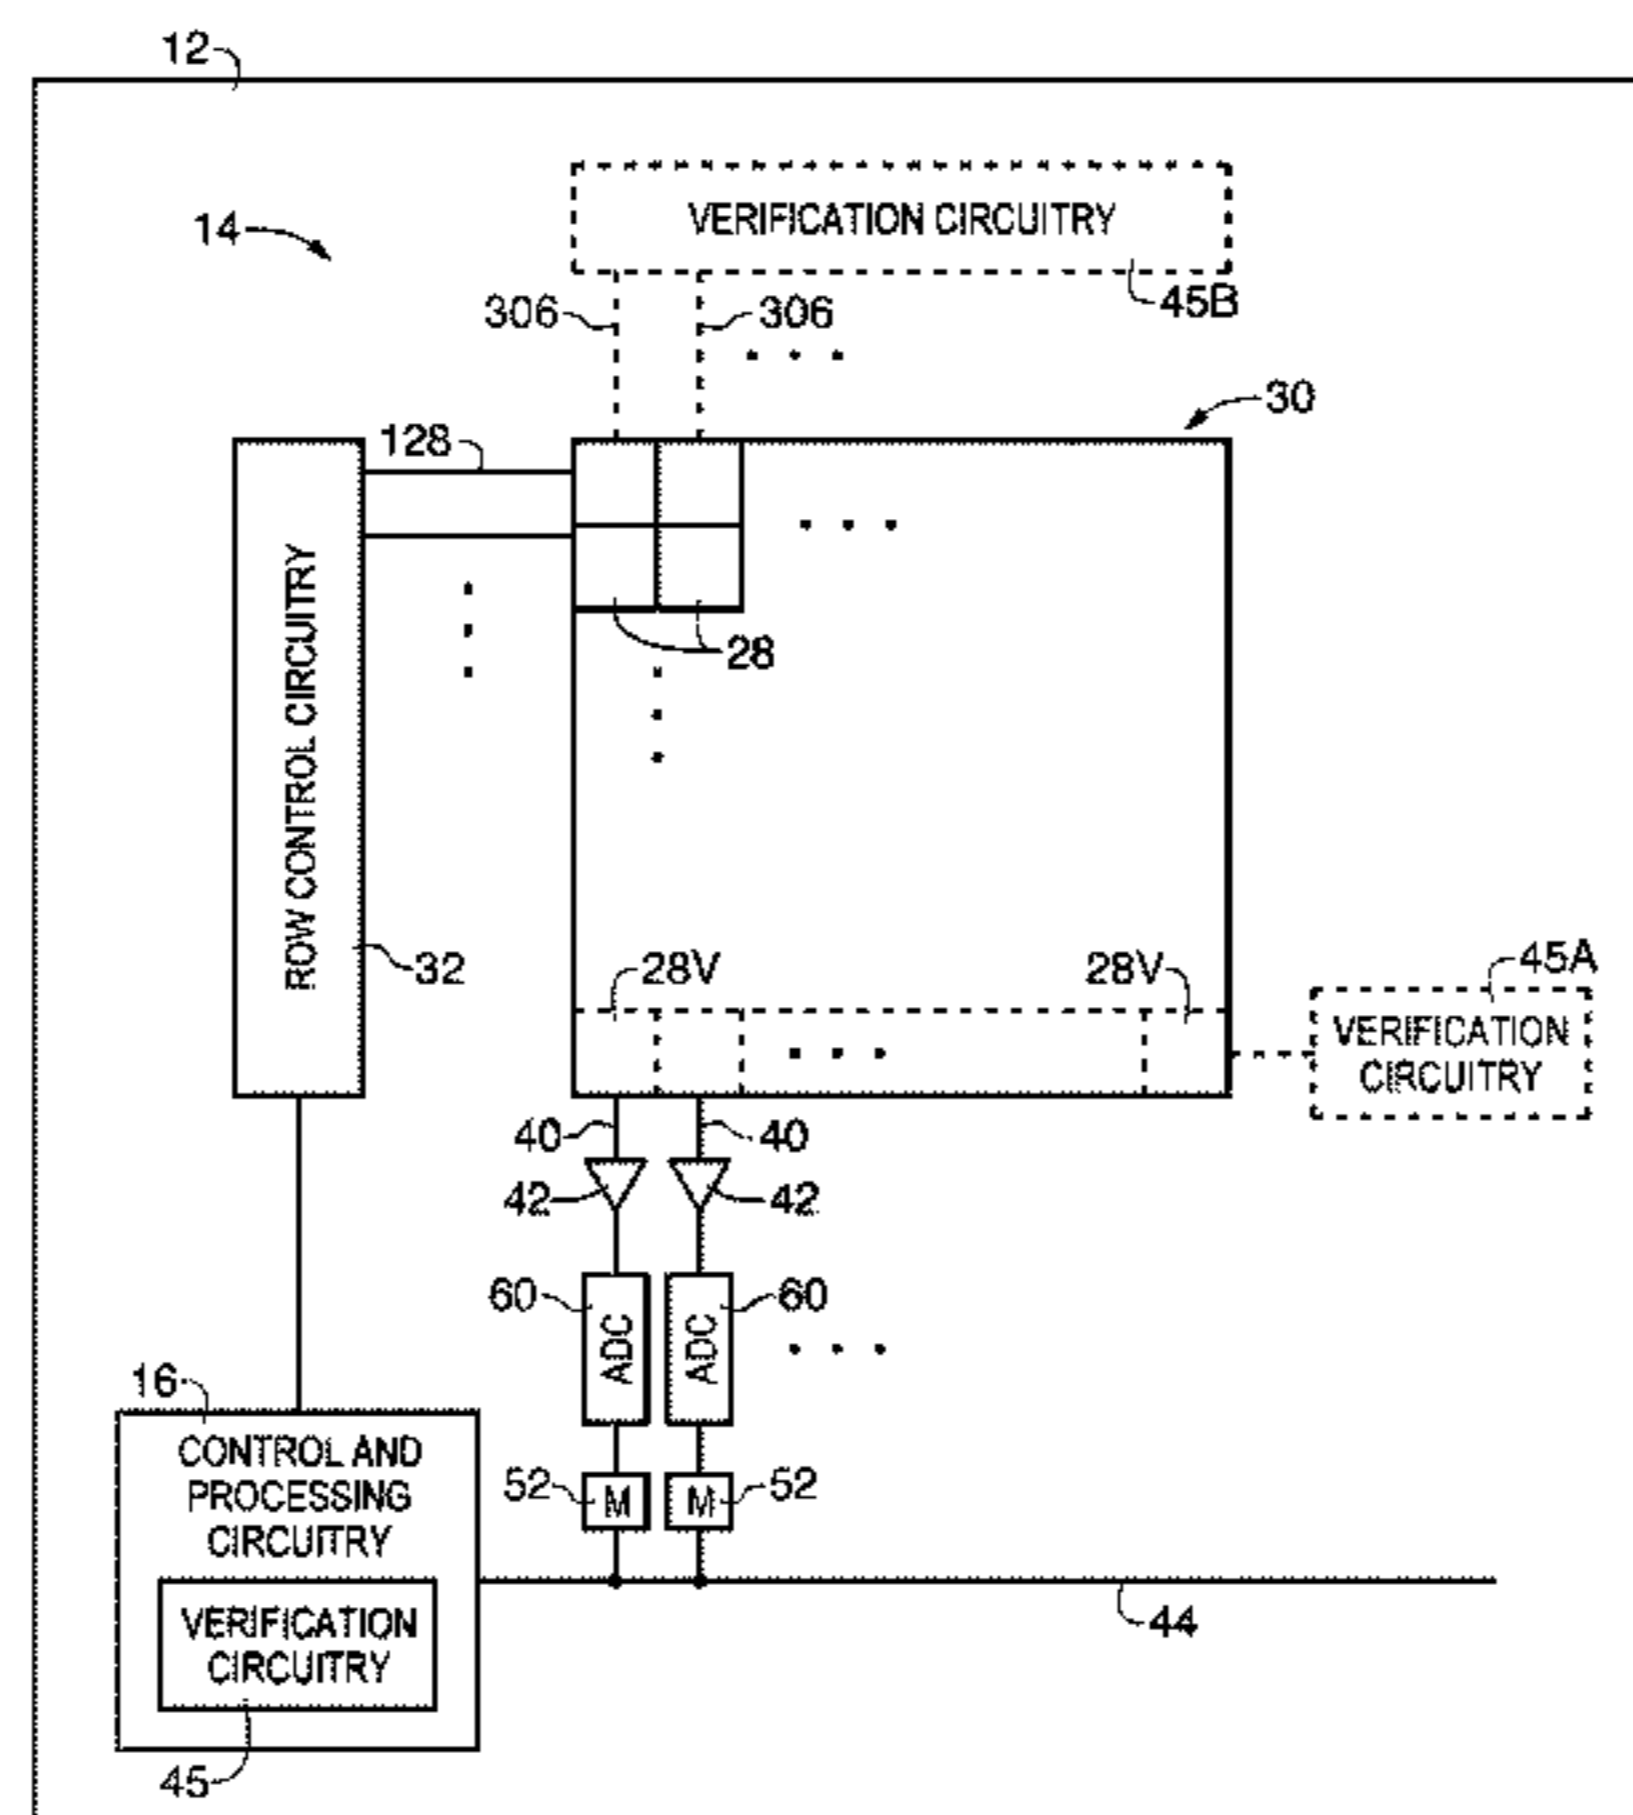 12
VERIFICATION CIRCUITRY
14
45B
306
306
30
128
28
ROW CONTROL CIRCUITRY
32
28V
28V
45A
VERIFICATION
CIRCUITRY
40
40
42
42
60
ADC
ADC
60
16
CONTROL AND
PROCESSING
CIRCUITRY
52
M
M
52
VERIFICATION
CIRCUITRY
44
45